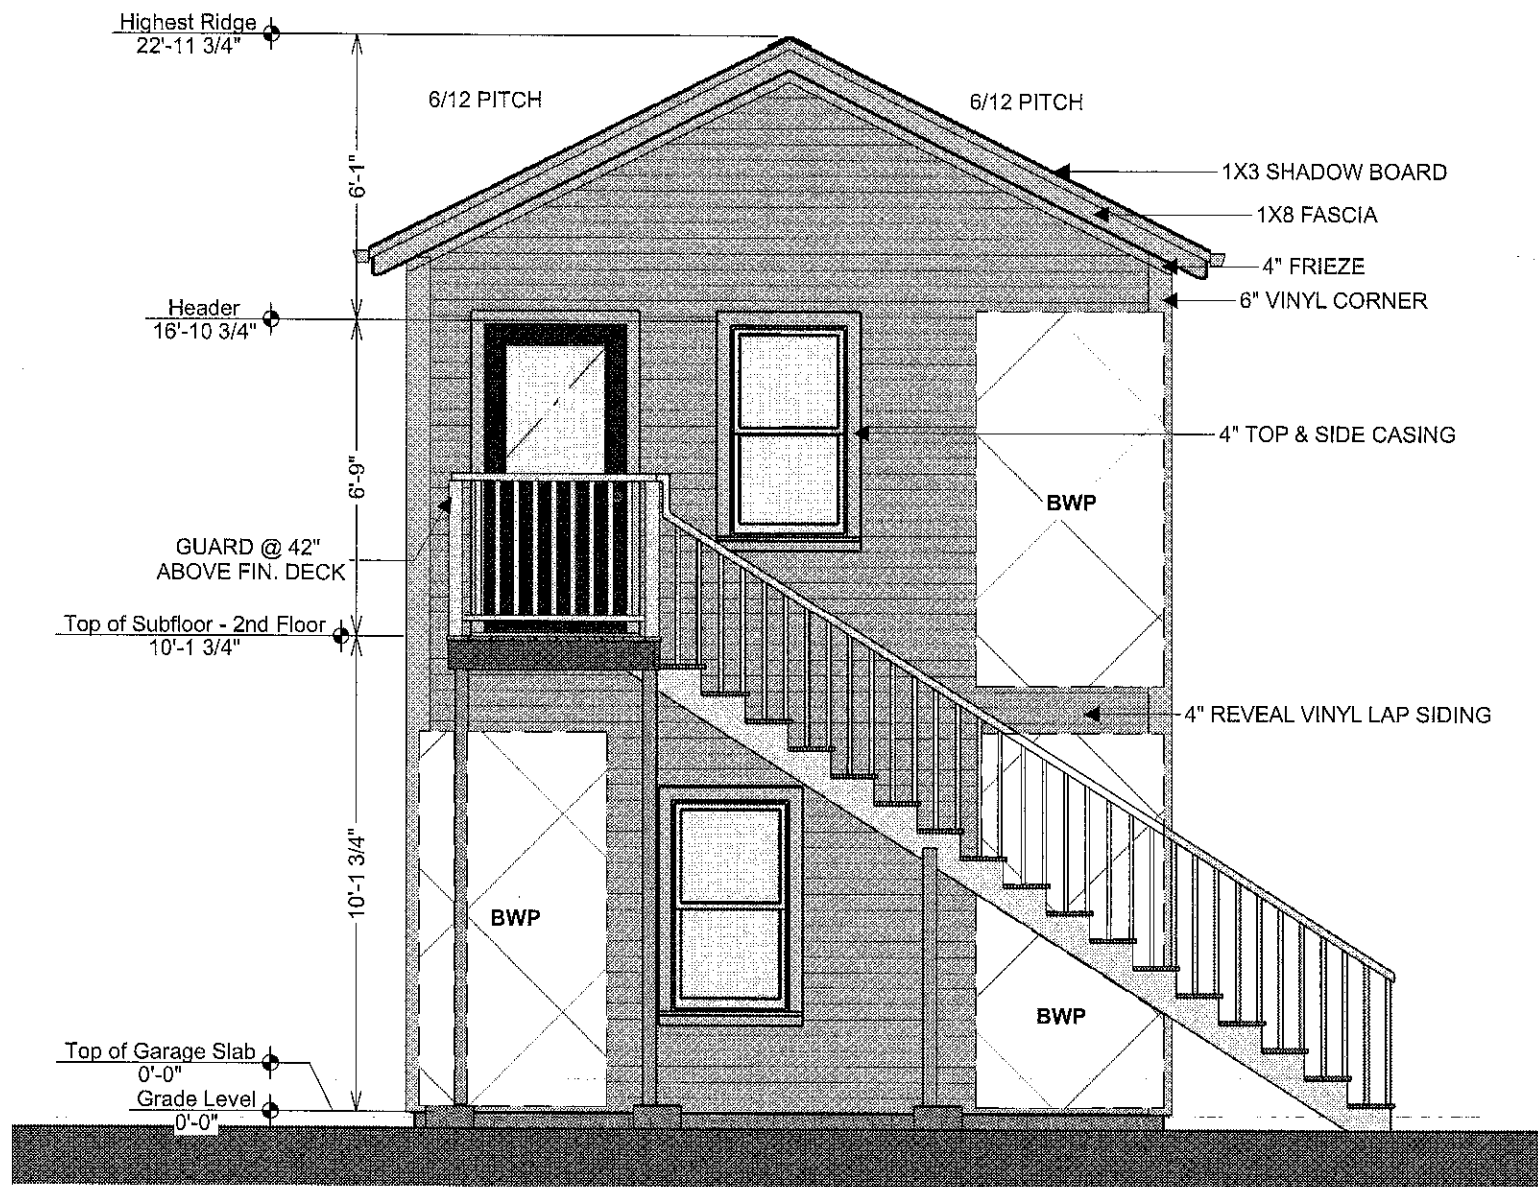 Highest Ridge
22'-11 3/4"
6/12 PITCH
6/12 PITCH
6'-1"
1X3 SHADOW BOARD
1X8 FASCIA
4" FRIEZE
6" VINYL CORNER
Header
16'-10 3/4"
4" TOP & SIDE CASING
6'-9"
BWP
GUARD @ 42"
ABOVE FIN. DECK
Top of Subfloor - 2nd Floor
10'-1 3/4"
4" REVEAL VINYL LAP SIDING
10'-1 3/4"
BWP
BWP
Top of Garage Slab
0'-0"
Grade Level
0'-0"